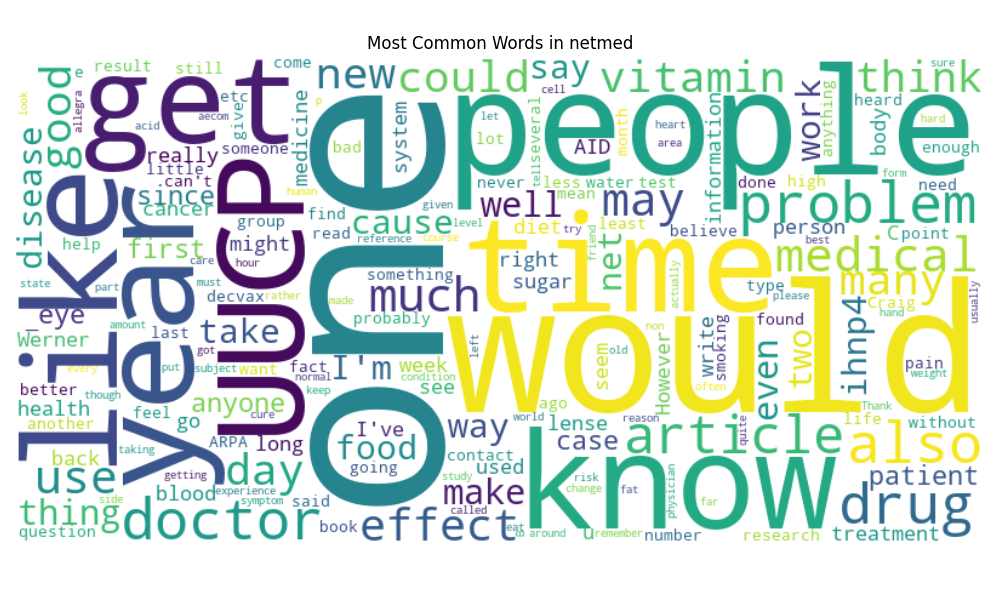 Most Common Words in netmed
like
get
year
UUCP
one
people
time
would
know
new
could
say
vitamin
think
result
still
come
sure
look
e
allegra
good
acid
aecom
etc
give
medicine
p
bad
system
cell
let
lot
tell
several
AID
heart
area
month
information
work
anything
heard
body
hard
enough
disease
really
little
someone
can't
since
cancer
human
never
less
water
test
mean
done
high
form
need
problem
group
find
given
cause
level
well
may
diet
try
least
believe
person
C
point
help
first
might
read
reference
course
friend
net
best
medical
care
hour
state
part
must
something
right
sugar
actually
type
please
many
Craig
hand
usually
_eye
decvax
rather
made
much
probably
found
write
smoking
ihnp4
Werner
amount
last
take
got
I'm
week
left
seem
old
non
However
even
two
pain
weight
every
put
subject
want
fact
normal
condition
see
often
better
though
keep
health
feel
anyone
cure
ago
world
reason
life
Thank
without
another
go
I've
way
lense
quite
article
also
back
taking
ARPA
long
food
going
contact
case
use
getting
day
used
study
risk
change
fat
physician
far
patient
side
blood
experience
symptom
said
make
called
drug
thing
doctor
book
effect
eat
around
u
remember
number
research
treatment
question